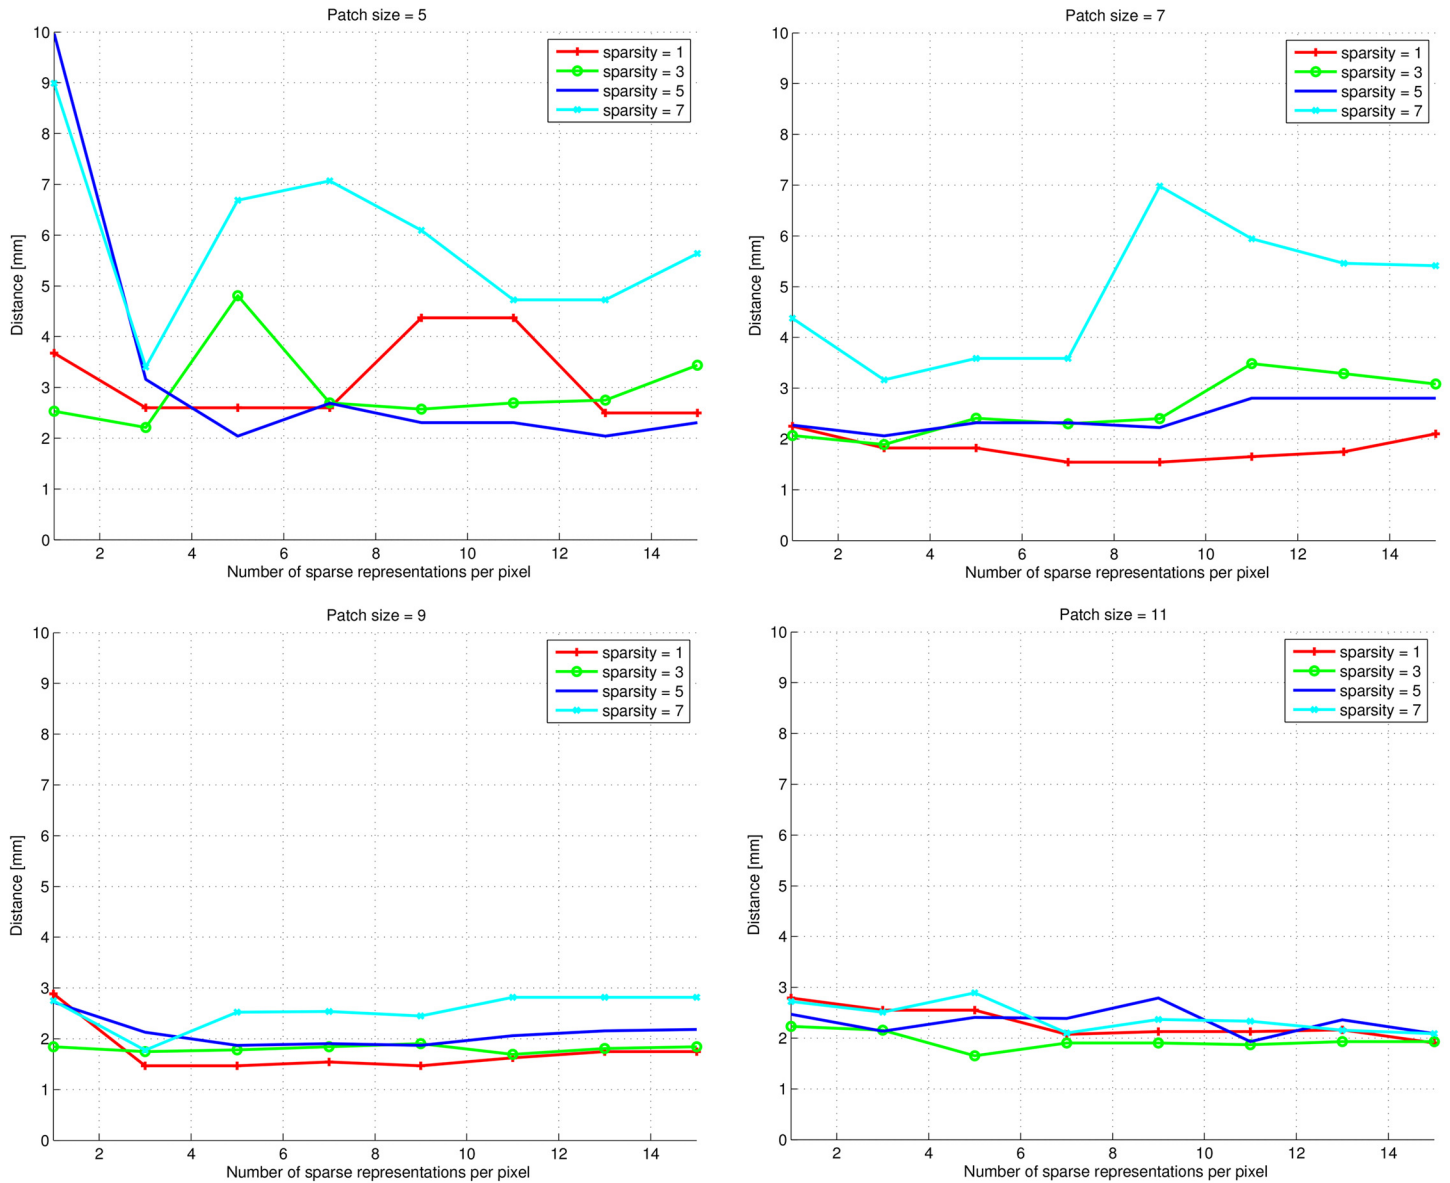 Patch size = 5
10
9
8
7
6
5
4
3
2
1
0
Distance [mm]
sparsity = 1
sparsity = 3
sparsity = 5
sparsity = 7
2 4 6 8 10 12 14
Number of sparse representations per pixel
Patch size = 7
10
9
8
7
6
5
4
3
2
1
0
Distance [mm]
sparsity = 1
sparsity = 3
sparsity = 5
sparsity = 7
2 4 6 8 10 12 14
Number of sparse representations per pixel
Patch size = 9
10
9
8
7
6
5
4
3
2
1
0
Distance [mm]
sparsity = 1
sparsity = 3
sparsity = 5
sparsity = 7
2 4 6 8 10 12 14
Number of sparse representations per pixel
Patch size = 11
10
9
8
7
6
5
4
3
2
1
0
Distance [mm]
sparsity = 1
sparsity = 3
sparsity = 5
sparsity = 7
2 4 6 8 10 12 14
Number of sparse representations per pixel